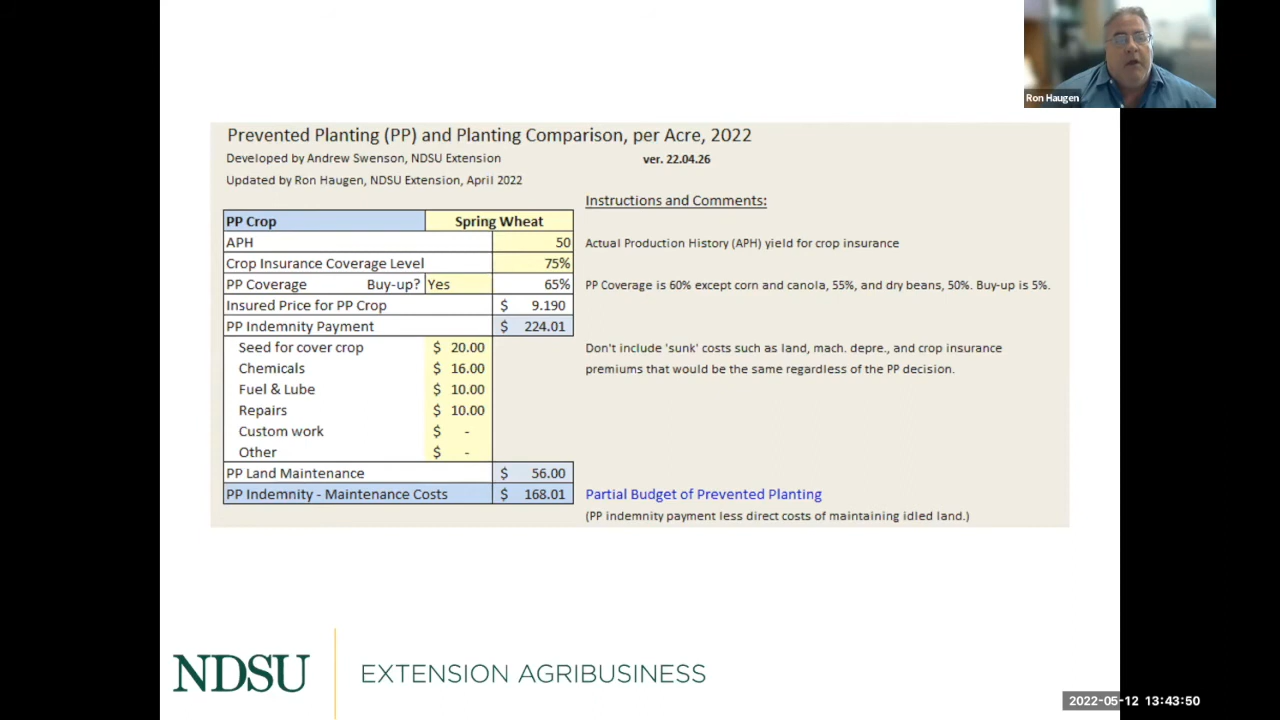 Ron Haugen
Prevented Planting (PP) and Planting Comparison, per Acre, 2022
Developed by Andrew Swenson, NDSU Extension ver. 22.04.26
Updated by Ron Haugen, NDSU Extension, April 2022
Instructions and Comments:
PP Crop Spring Wheat
APH 50 Actual Production History (APH) yield for crop insurance
Crop Insurance Coverage Level 75%
PP Coverage Buy-up? Yes 65% PP Coverage is 60% except corn and canola, 55%, and dry beans, 50%. Buy-up is 5%.
Insured Price for PP Crop $ 9.190
PP Indemnity Payment $ 224.01
Seed for cover crop $ 20.00 Don't include 'sunk' costs such as land, mach. depre., and crop insurance
Chemicals $ 16.00 premiums that would be the same regardless of the PP decision.
Fuel & Lube $ 10.00
Repairs $ 10.00
Custom work $ -
Other $ -
PP Land Maintenance $ 56.00
PP Indemnity - Maintenance Costs $ 168.01 Partial Budget of Prevented Planting
(PP indemnity payment less direct costs of maintaining idled land.)
NDSU EXTENSION AGRIBUSINESS
2022-05-12 13:43:50